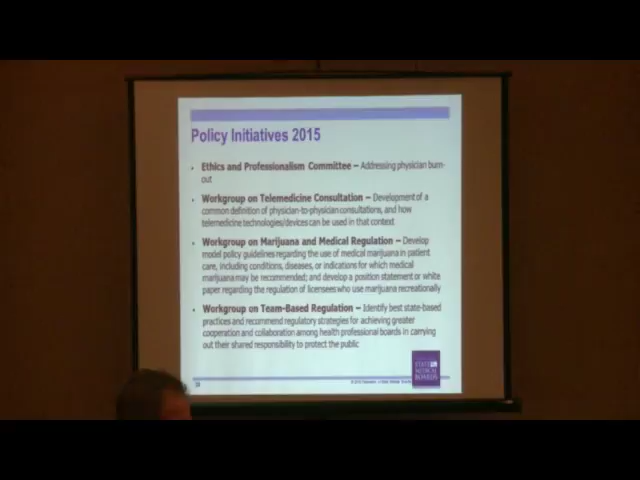 Policy Initiatives 2015
• Ethics and Professionalism Committee – Addressing physician burn-
out
• Workgroup on Telemedicine Consultation – Development of a
common definition of physician-to-physician consultations, and how
telemedicine technologies/devices can be used in that context
• Workgroup on Marijuana and Medical Regulation – Develop
model policy guidelines regarding the use of medical marijuana in patient
care, including conditions, diseases, or indications for which medical
marijuana may be recommended; and develop a position statement or white
paper regarding the regulation of licensees who use marijuana recreationally
• Workgroup on Team-Based Regulation – Identify best state-based
practices and recommend regulatory strategies for achieving greater
cooperation and collaboration among health professional boards in carrying
out their shared responsibility to protect the public
STATE
MEDICAL
BOARDS